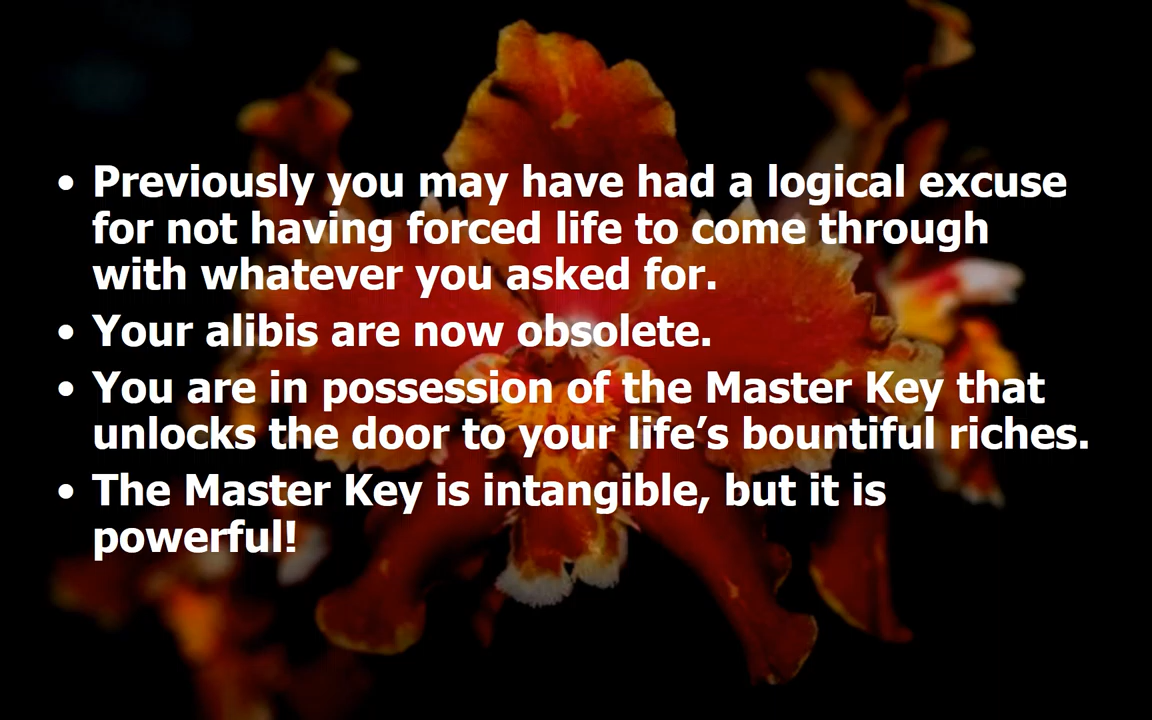 • Previously you may have had a logical excuse
for not having forced life to come through
with whatever you asked for.
• Your alibis are now obsolete.
• You are in possession of the Master Key that
unlocks the door to your life’s bountiful riches.
• The Master Key is intangible, but it is
powerful!